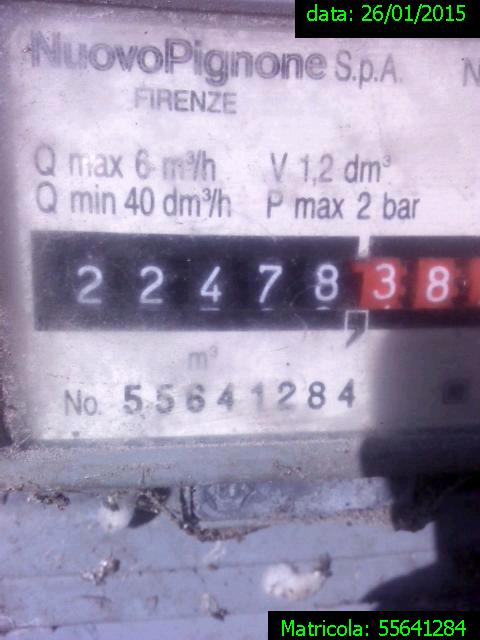 data: 26/01/2015
NuovoPignone S.p.A. N
FIRENZE
Q max 6 m³/h V 1,2 dm³
Q min 40 dm³/h P max 2 bar
22478,38
m³
No. 55641284
Matricola: 55641284